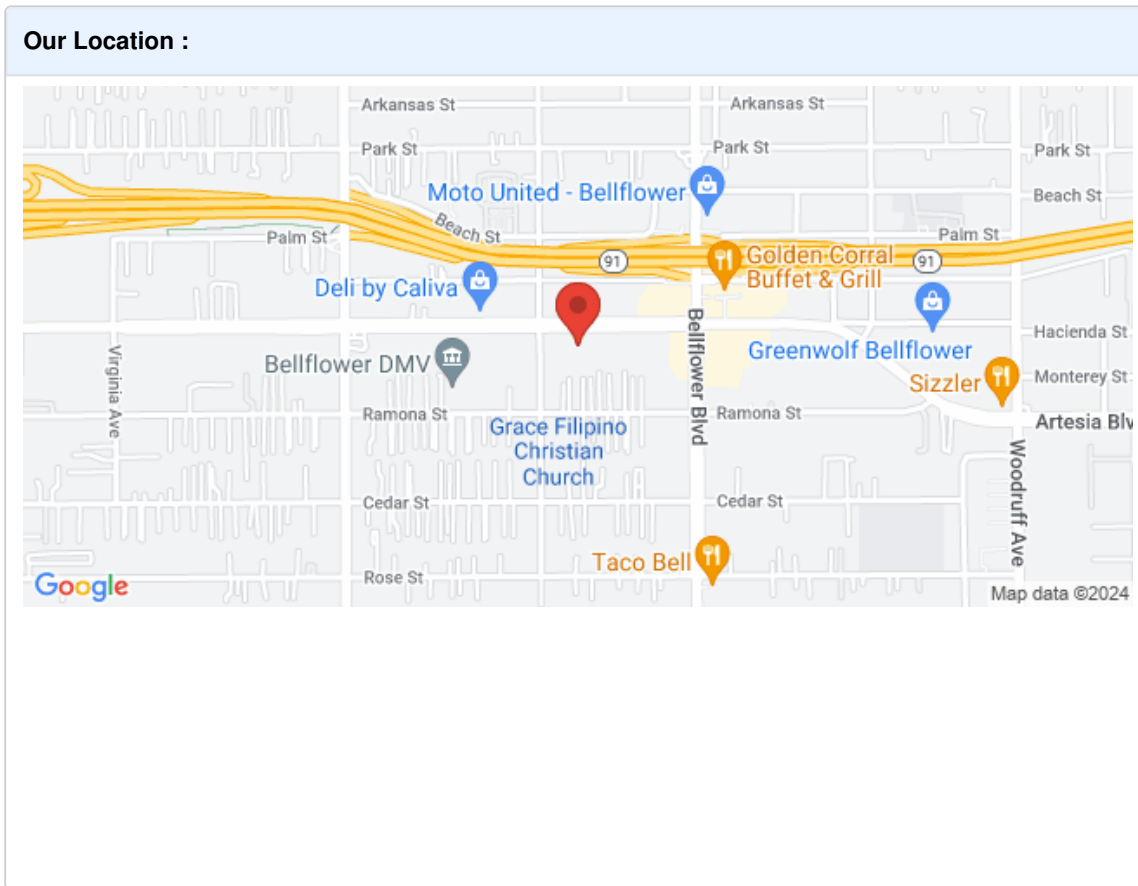 Our Location :
Arkansas St
Arkansas St
Park St
Park St
Park St
Moto United - Bellflower
Beach St
Beach St
Palm St
Palm St
91
91
Golden Corral
Buffet & Grill
Deli by Caliva
Bellflower Blvd
Hacienda St
Greenwolf Bellflower
Virginia Ave
Bellflower DMV
Sizzler
Monterey St
Ramona St
Ramona St
Artesia Blv
Grace Filipino
Christian
Church
Woodruff Ave
Cedar St
Cedar St
Taco Bell
Rose St
Google
Map data ©2024